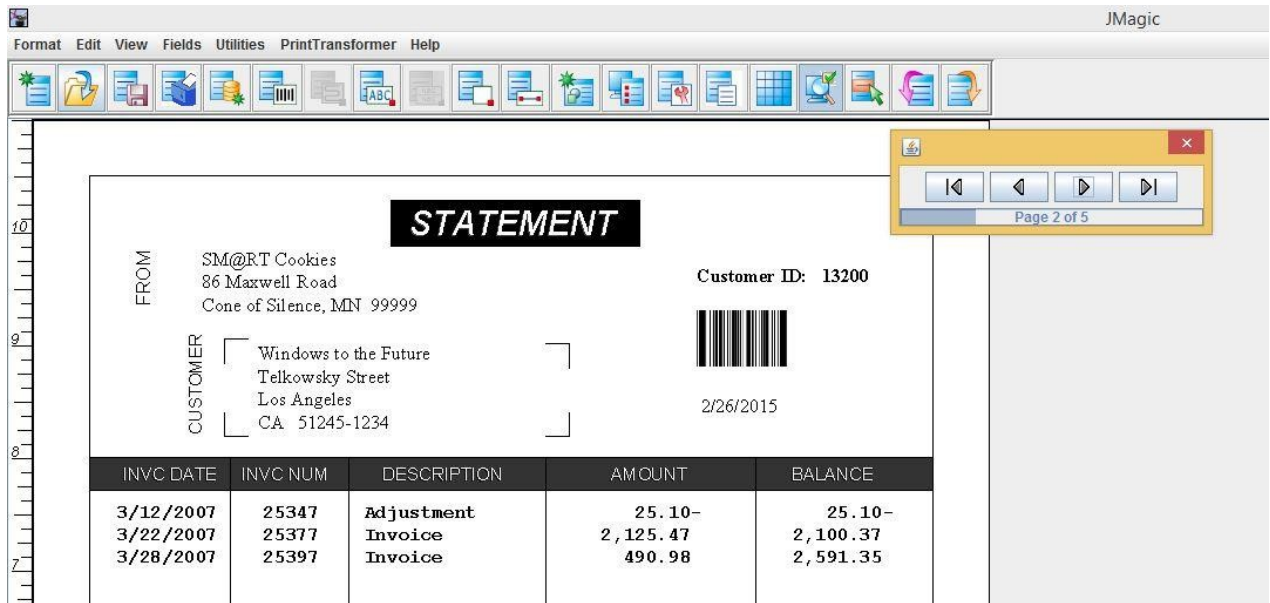 JMagic
Format Edit View Fields Utilities PrintTransformer Help
ABC
Page 2 of 5
10
9
8
7
STATEMENT
FROM
SM@RT Cookies
86 Maxwell Road
Cone of Silence, MN 99999
Customer ID: 13200
CUSTOMER
Windows to the Future
Telkowsky Street
Los Angeles
CA 51245-1234
2/26/2015
INVC DATE INVC NUM DESCRIPTION AMOUNT BALANCE
3/12/2007 25347 Adjustment 25.10- 25.10-
3/22/2007 25377 Invoice 2,125.47 2,100.37
3/28/2007 25397 Invoice 490.98 2,591.35